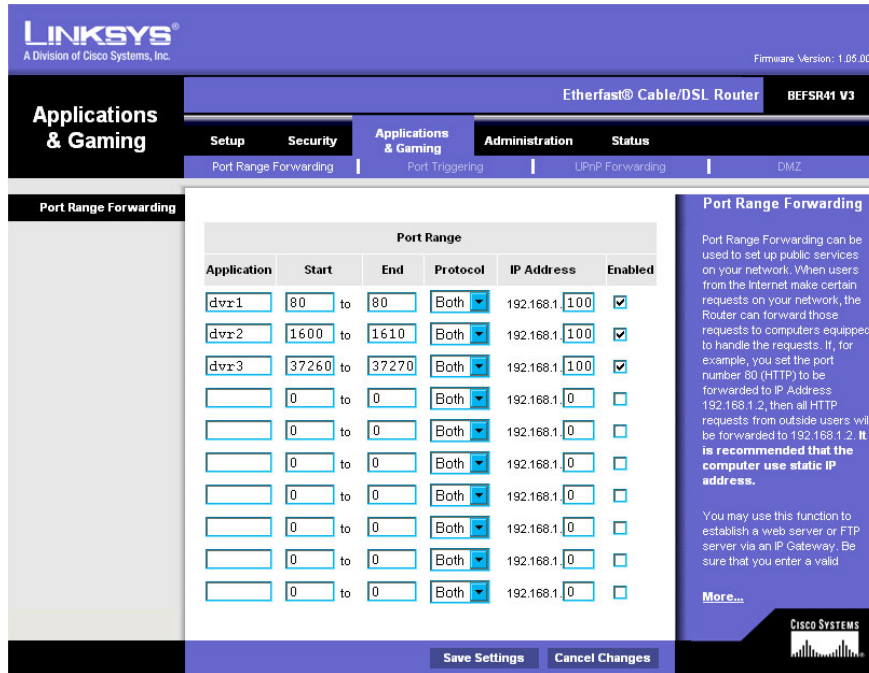 LINKSYS®
A Division of Cisco Systems, Inc.
Firmware Version: 1.05.00
Etherfast® Cable/DSL Router BEFSR41 V3
Applications
& Gaming
Setup Security Applications & Gaming Administration Status
Port Range Forwarding Port Triggering UPnP Forwarding DMZ
Port Range Forwarding
Port Range
Application Start End Protocol IP Address Enabled
dvr1 80 to 80 Both 192.168.1. 100
dvr2 1600 to 1610 Both 192.168.1. 100
dvr3 37260 to 37270 Both 192.168.1. 100
0 to 0 Both 192.168.1. 0
0 to 0 Both 192.168.1. 0
0 to 0 Both 192.168.1. 0
0 to 0 Both 192.168.1. 0
0 to 0 Both 192.168.1. 0
0 to 0 Both 192.168.1. 0
0 to 0 Both 192.168.1. 0
Port Range Forwarding
Port Range Forwarding can be
used to set up public services
on your network. When users
from the Internet make certain
requests on your network, the
Router can forward those
requests to computers equipped
to handle the requests. If, for
example, you set the port
number 80 (HTTP) to be
forwarded to IP Address
192.168.1.2, then all HTTP
requests from outside users wil
be forwarded to 192.168.1.2. It
is recommended that the
computer use static IP
address.
You may use this function to
establish a web server or FTP
server via an IP Gateway. Be
sure that you enter a valid
More...
CISCO SYSTEMS
Save Settings Cancel Changes